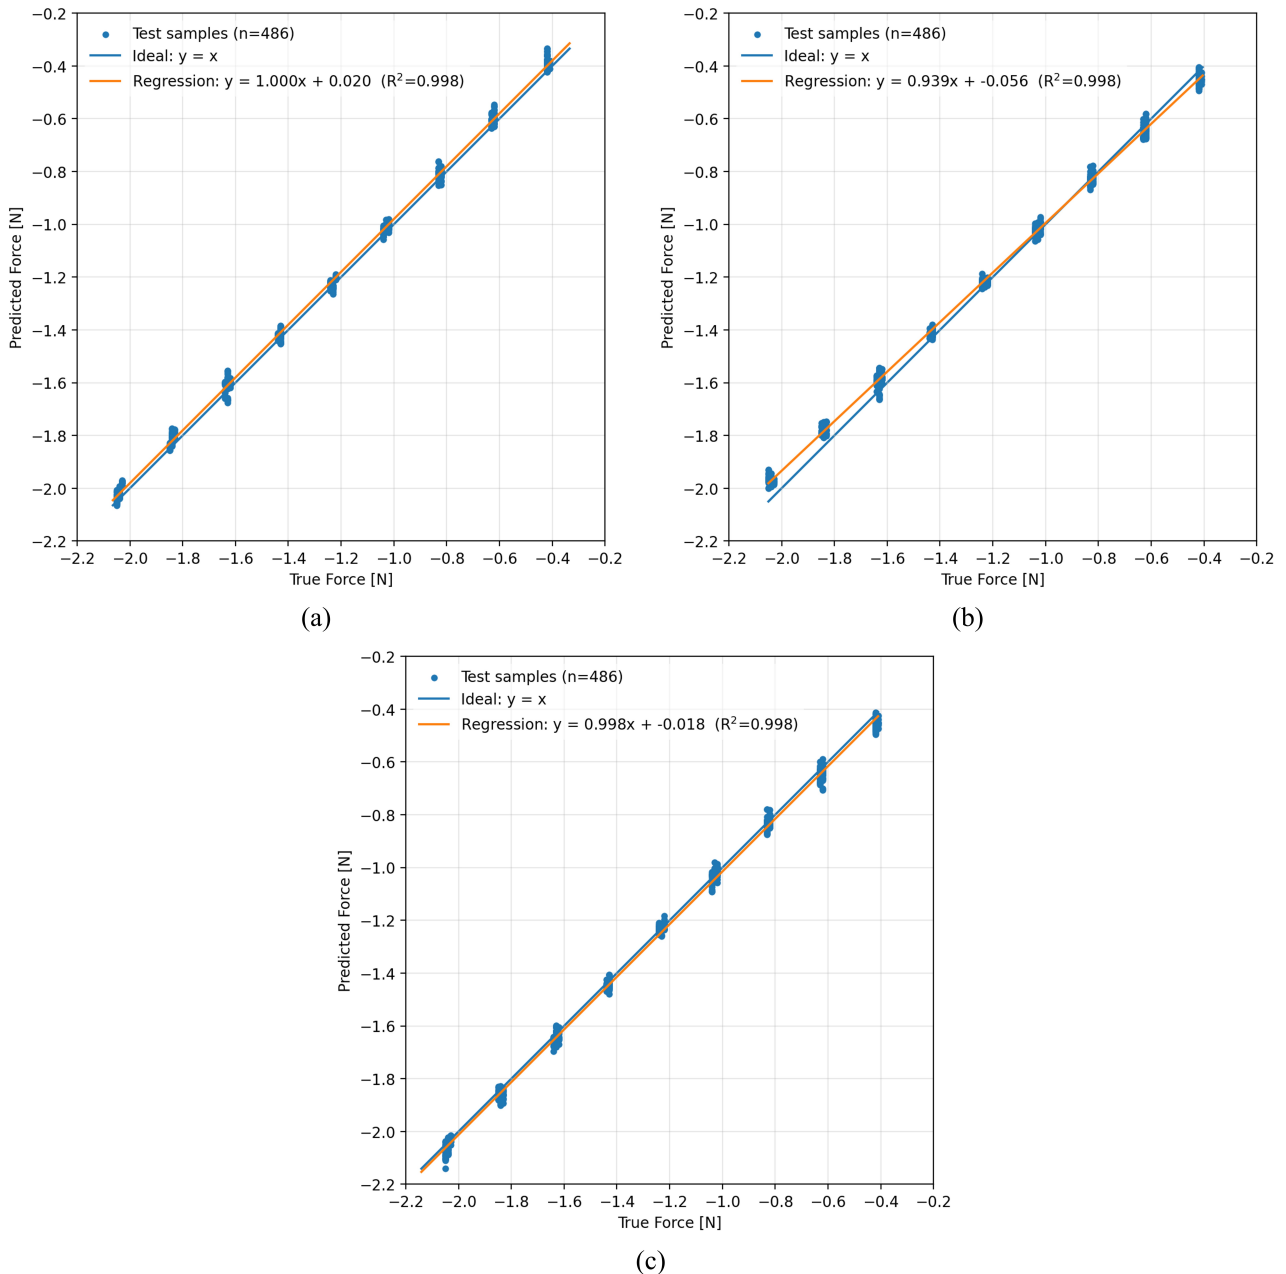 Test samples (n=486)
Ideal: y = x
Regression: y = 1.000x + 0.020 (R²=0.998)
−0.2
−0.4
−0.6
−0.8
−1.0
−1.2
−1.4
−1.6
−1.8
−2.0
−2.2
Predicted Force [N]
−2.2 −2.0 −1.8 −1.6 −1.4 −1.2 −1.0 −0.8 −0.6 −0.4 −0.2
True Force [N]
(a)
Test samples (n=486)
Ideal: y = x
Regression: y = 0.939x + -0.056 (R²=0.998)
−0.2
−0.4
−0.6
−0.8
−1.0
−1.2
−1.4
−1.6
−1.8
−2.0
−2.2
Predicted Force [N]
−2.2 −2.0 −1.8 −1.6 −1.4 −1.2 −1.0 −0.8 −0.6 −0.4 −0.2
True Force [N]
(b)
Test samples (n=486)
Ideal: y = x
Regression: y = 0.998x + -0.018 (R²=0.998)
−0.2
−0.4
−0.6
−0.8
−1.0
−1.2
−1.4
−1.6
−1.8
−2.0
−2.2
Predicted Force [N]
−2.2 −2.0 −1.8 −1.6 −1.4 −1.2 −1.0 −0.8 −0.6 −0.4 −0.2
True Force [N]
(c)